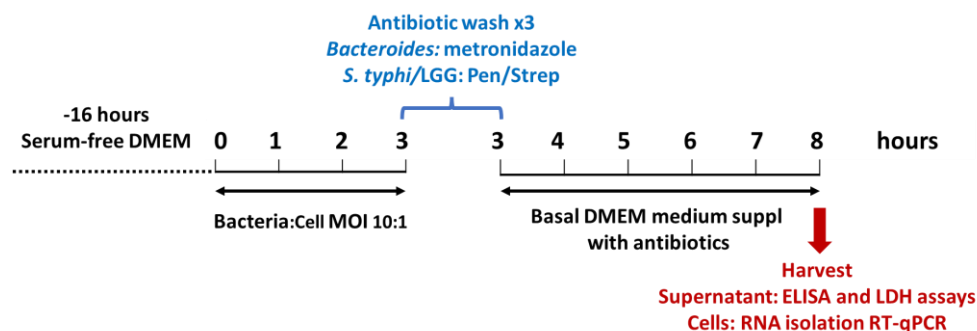 Antibiotic wash x3
Bacteroides: metronidazole
S. typhi/LGG: Pen/Strep
-16 hours
Serum-free DMEM
0 1 2 3 3 4 5 6 7 8 hours
Bacteria:Cell MOI 10:1
Basal DMEM medium suppl
with antibiotics
Harvest
Supernatant: ELISA and LDH assays
Cells: RNA isolation RT-qPCR